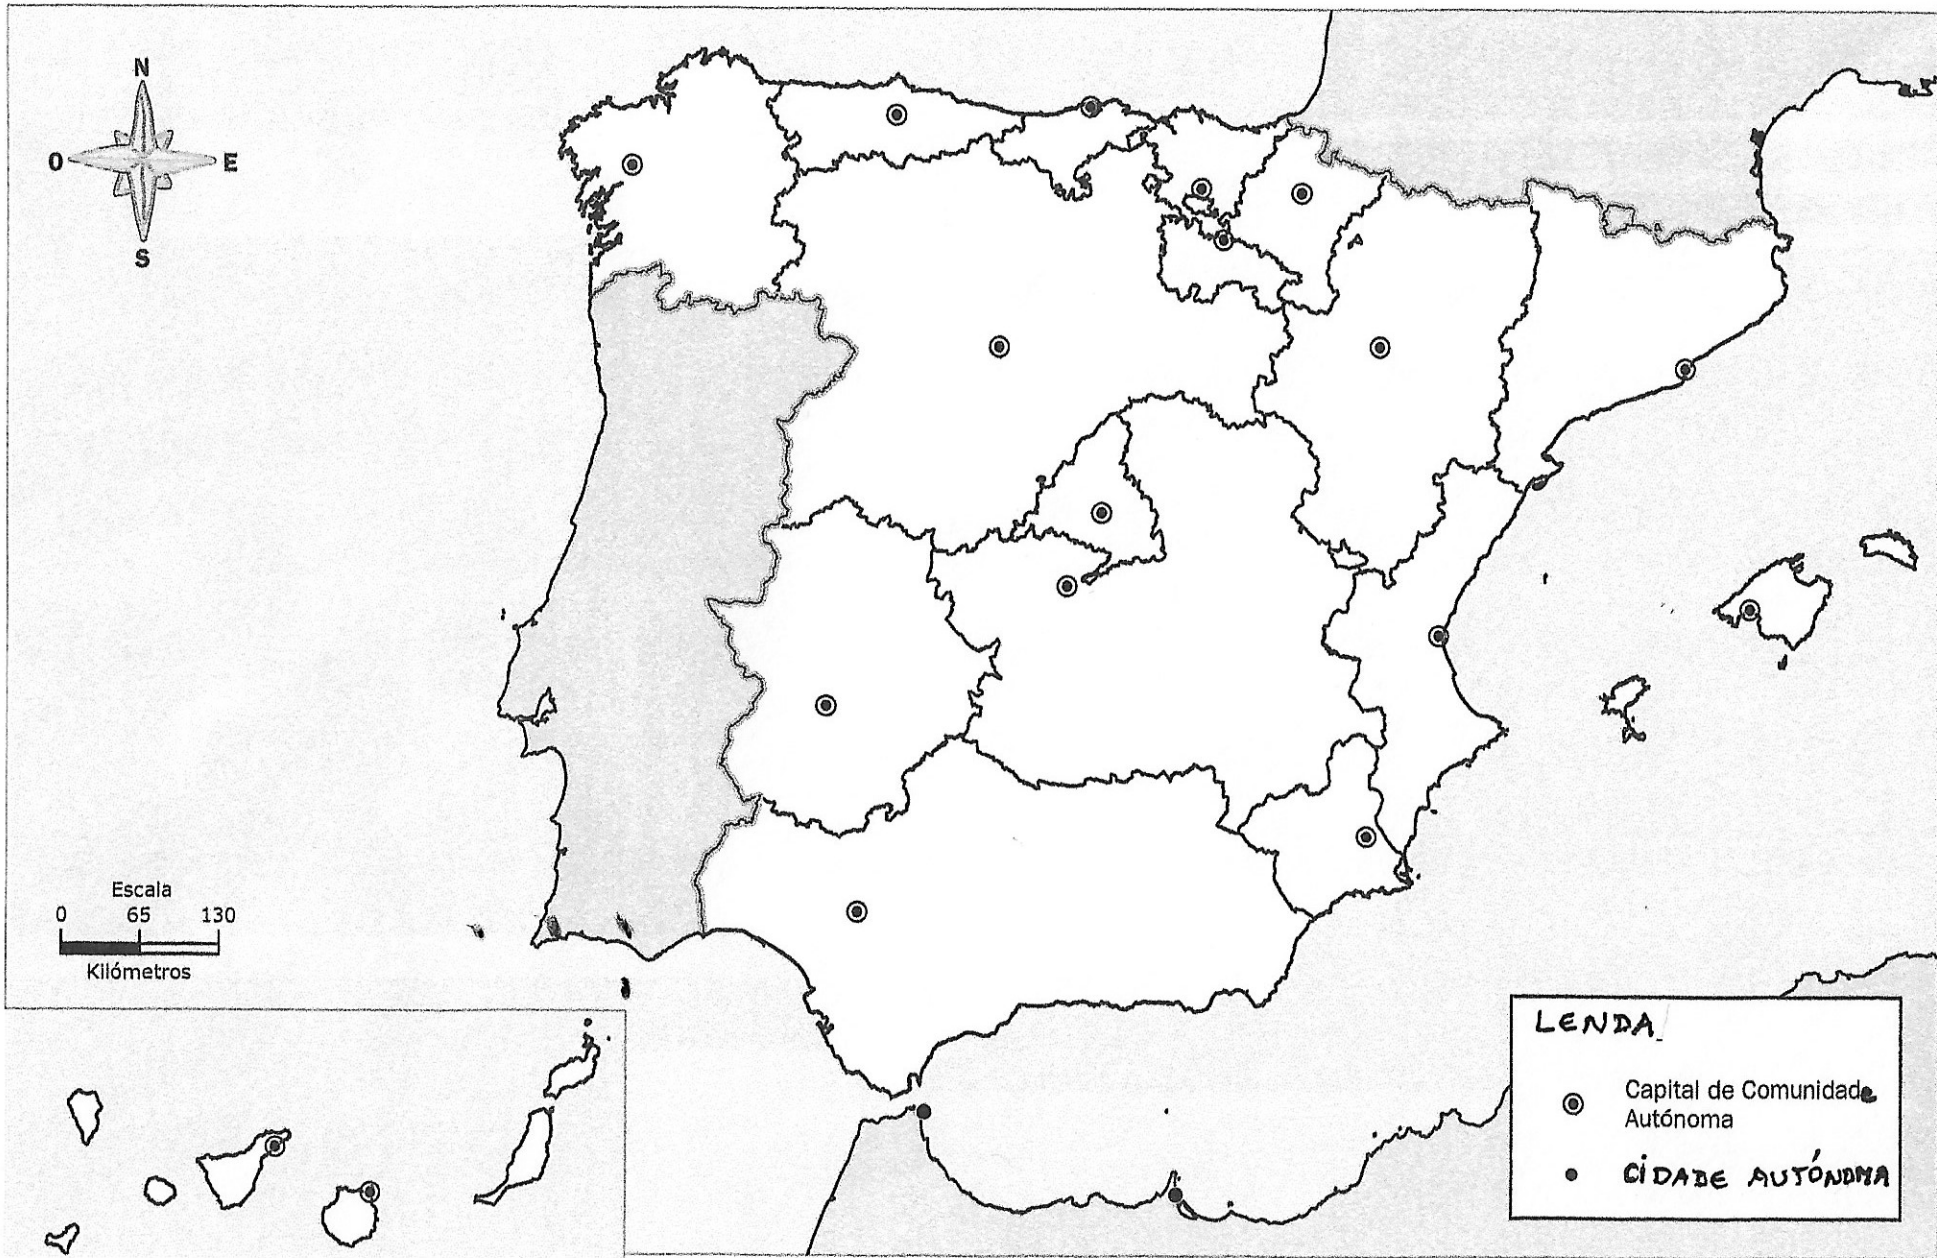 N
O
E
S
Escala
0 65 130
Kilómetros
LENDA
Capital de Comunidade
Autónoma
CIDADE AUTÓNOMA